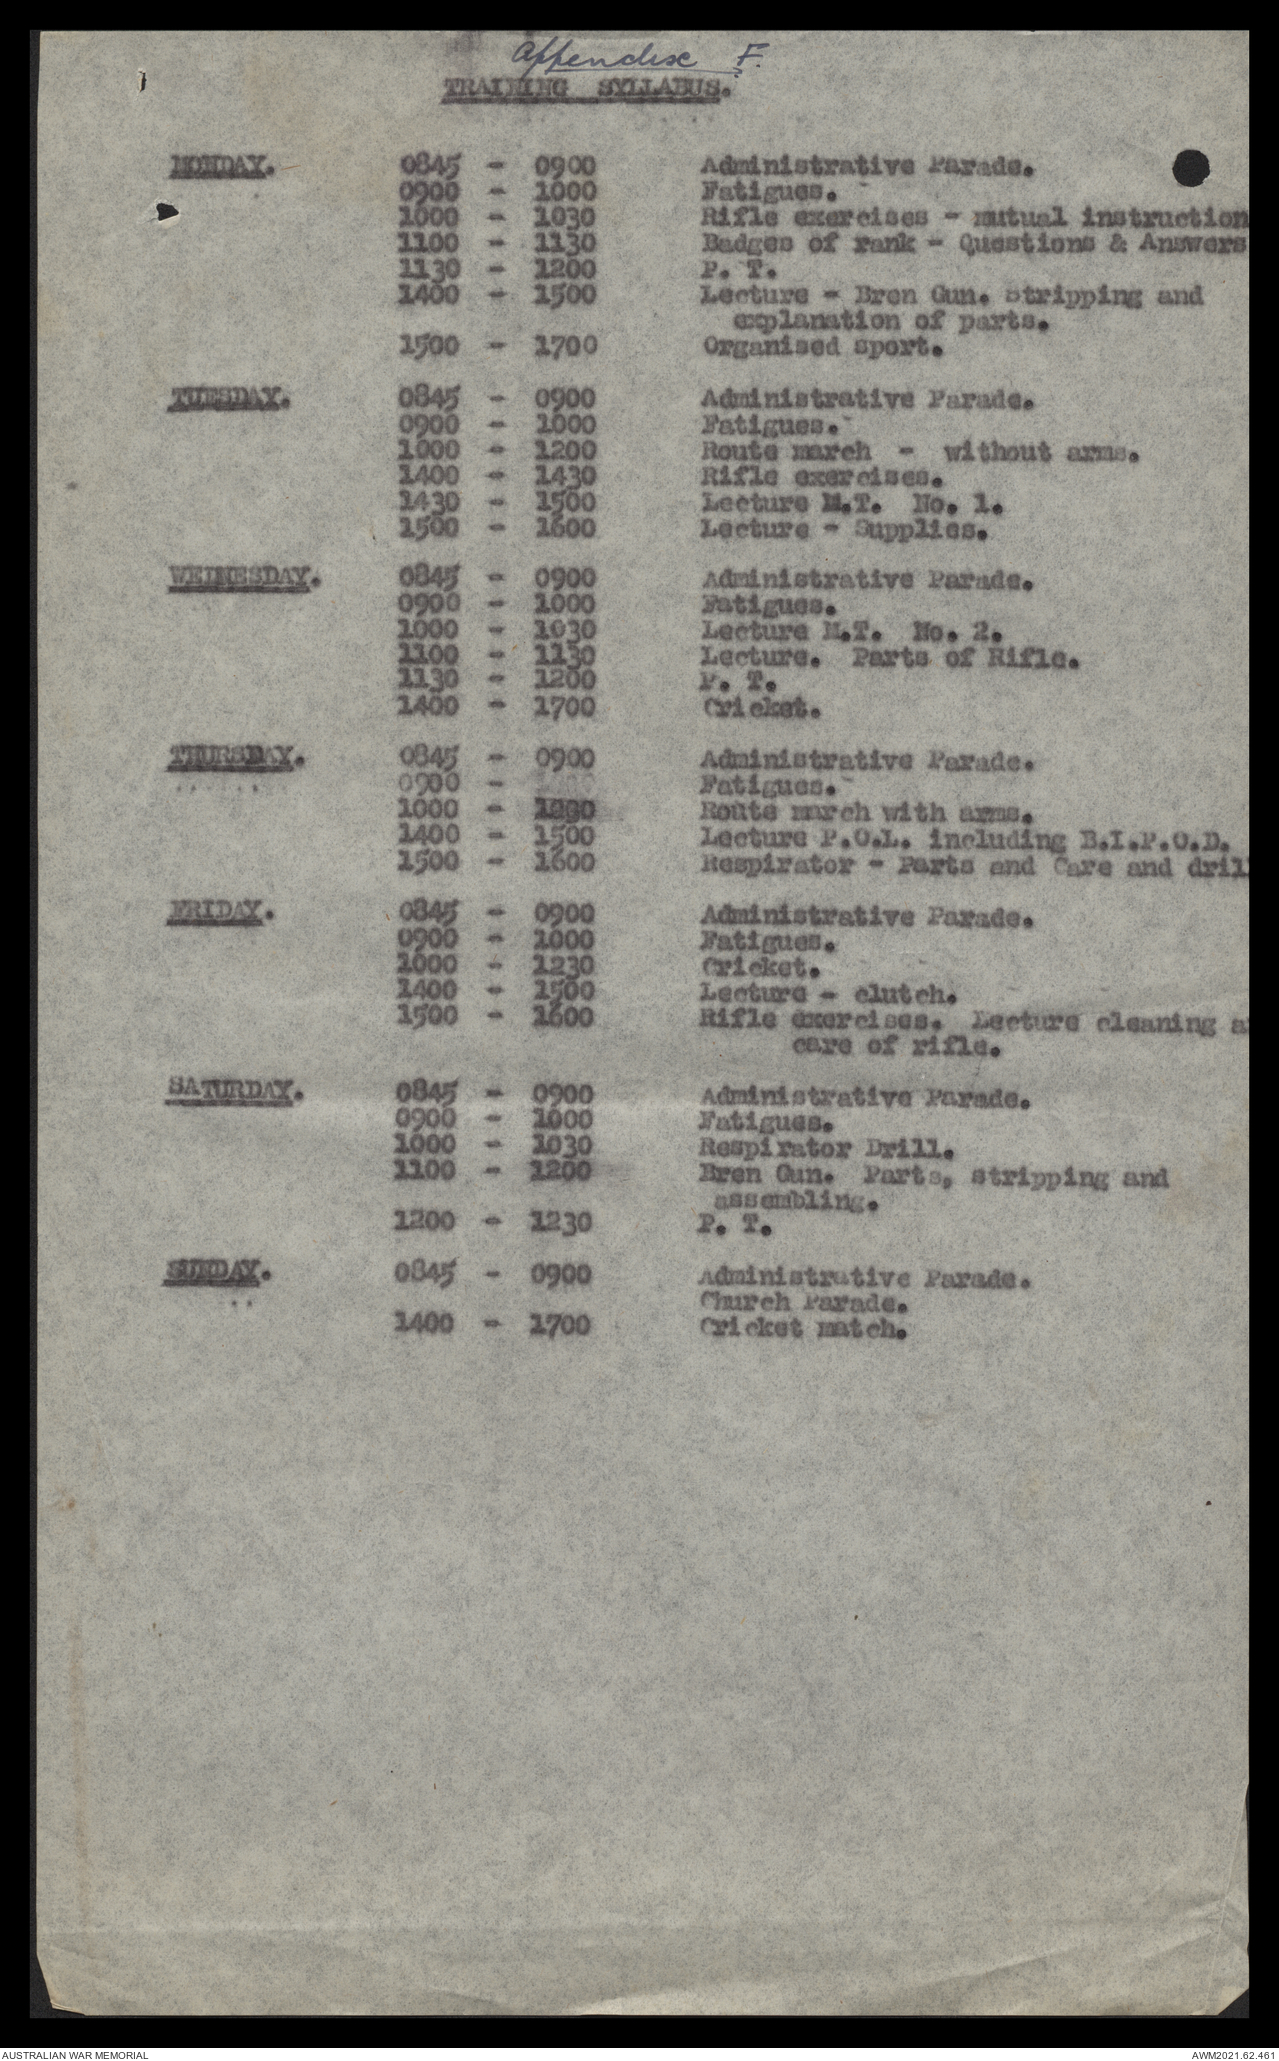 Appendix F.
TRAINING SYLLABUS.
MONDAY. 0845 - 0900 Administrative Parade.
0900 - 1000 Fatigues.
1000 - 1030 Rifle exercises - mutual instruction
1100 - 1130 Badges of rank - Questions & Answers
1130 - 1200 P. T.
1400 - 1500 Lecture - Bren Gun. Stripping and
explanation of parts.
1500 - 1700 Organised sport.
TUESDAY. 0845 - 0900 Administrative Parade.
0900 - 1000 Fatigues.
1000 - 1200 Route march - without arms.
1400 - 1430 Rifle exercises.
1430 - 1500 Lecture M.T. No. 1.
1500 - 1600 Lecture - Supplies.
WEDNESDAY. 0845 - 0900 Administrative Parade.
0900 - 1000 Fatigues.
1000 - 1030 Lecture M.T. No. 2.
1100 - 1130 Lecture. Parts of Rifle.
1130 - 1200 P. T.
1400 - 1700 Cricket.
THURSDAY. 0845 - 0900 Administrative Parade.
0900 - Fatigues.
1000 - Route march with arms.
1400 - 1500 Lecture P.O.L. including B.I.P.O.D.
1500 - 1600 Respirator - Parts and Care and drill
FRIDAY. 0845 - 0900 Administrative Parade.
0900 - 1000 Fatigues.
1000 - 1230 Cricket.
1400 - 1500 Lecture - clutch.
1500 - 1600 Rifle exercises. Lecture cleaning a
care of rifle.
SATURDAY. 0845 - 0900 Administrative Parade.
0900 - 1000 Fatigues.
1000 - 1030 Respirator Drill.
1100 - 1200 Bren Gun. Parts, stripping and
assembling.
1200 - 1230 P. T.
SUNDAY. 0845 - 0900 Administrative Parade.
Church Parade.
1400 - 1700 Cricket match.
AUSTRALIAN WAR MEMORIAL AWM2021.62.461